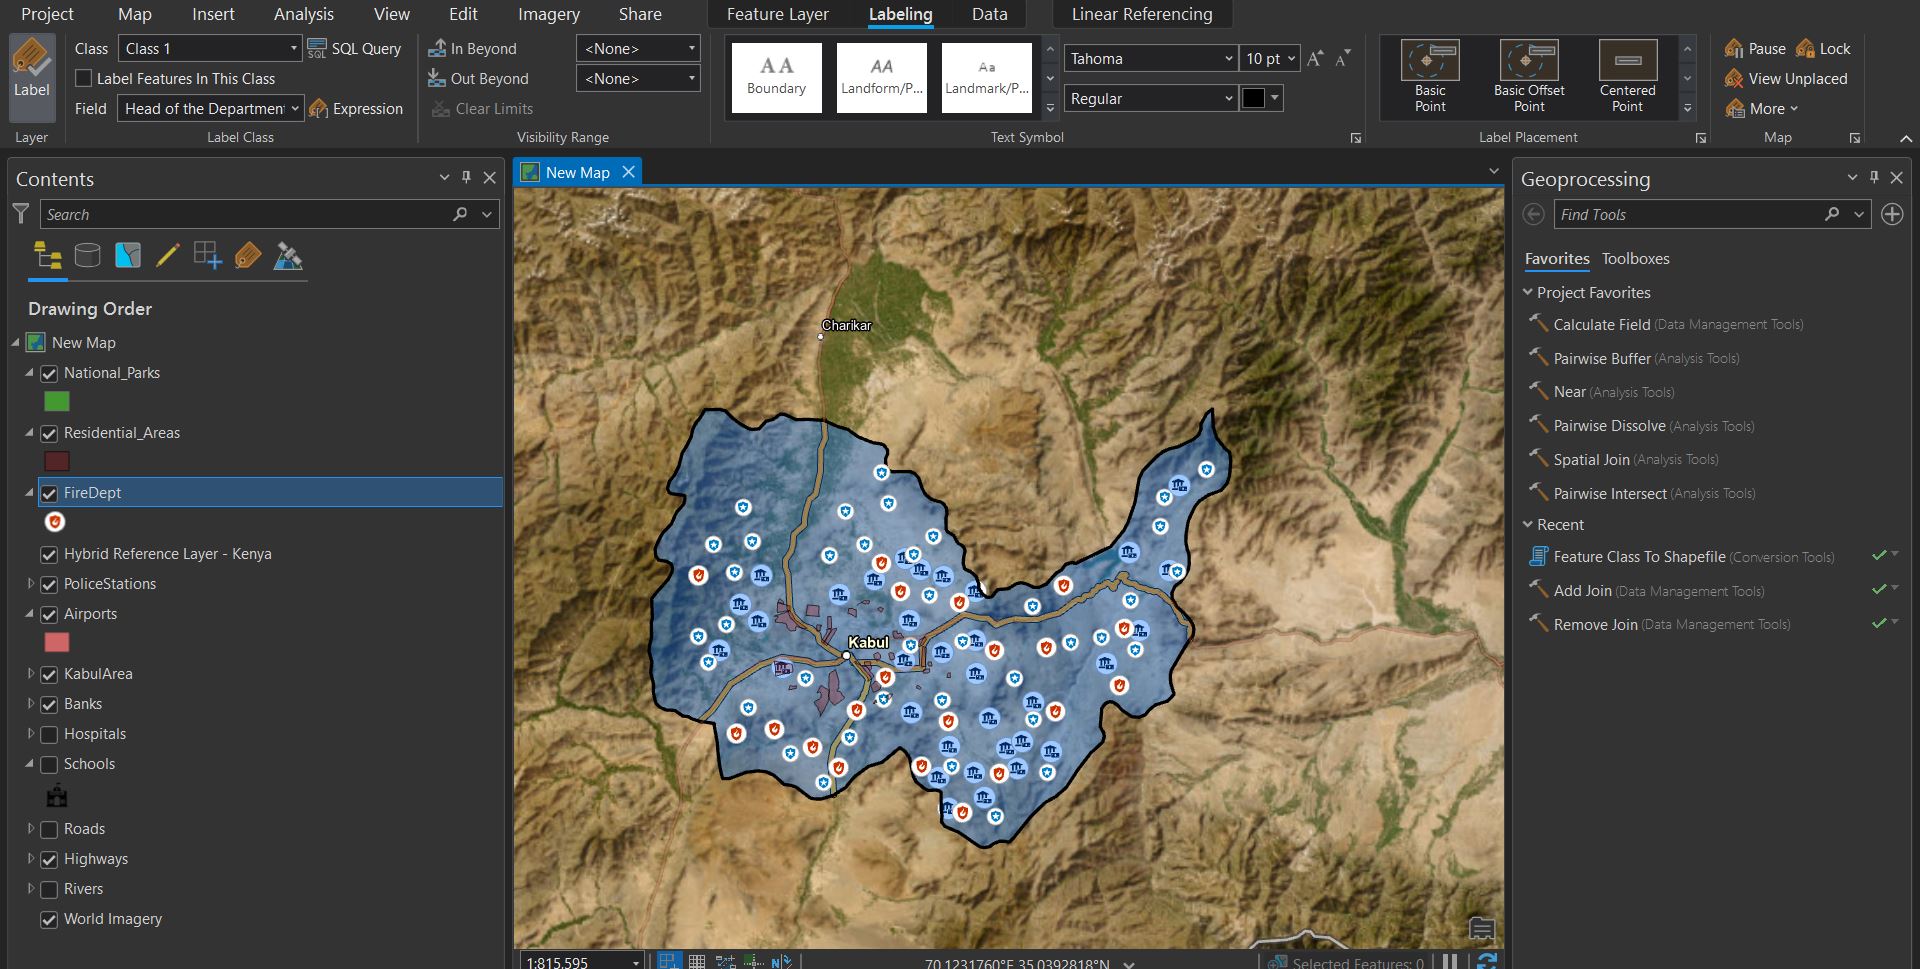 Project Map Insert Analysis View Edit Imagery Share Feature Layer Labeling Data Linear Referencing
Label
Layer
Class Class 1 SQL SQL Query
Label Features In This Class
Field Head of the Departmen Expression
Label Class
In Beyond <None>
Out Beyond <None>
Clear Limits
Visibility Range
AA Boundary
AA Landform/P...
Aa Landmark/P...
Tahoma 10 pt
Regular
Text Symbol
Basic Point
Basic Offset Point
Centered Point
Label Placement
Pause Lock
View Unplaced
More
Map
Contents
Search
Drawing Order
New Map
National_Parks
Residential_Areas
FireDept
Hybrid Reference Layer - Kenya
PoliceStations
Airports
KabulArea
Banks
Hospitals
Schools
Roads
Highways
Rivers
World Imagery
New Map
Charikar
Kabul
1:815,595
70.1231760°E 35.0392818°N
Selected Features: 0
Geoprocessing
Find Tools
Favorites Toolboxes
Project Favorites
Calculate Field (Data Management Tools)
Pairwise Buffer (Analysis Tools)
Near (Analysis Tools)
Pairwise Dissolve (Analysis Tools)
Spatial Join (Analysis Tools)
Pairwise Intersect (Analysis Tools)
Recent
Feature Class To Shapefile (Conversion Tools)
Add Join (Data Management Tools)
Remove Join (Data Management Tools)